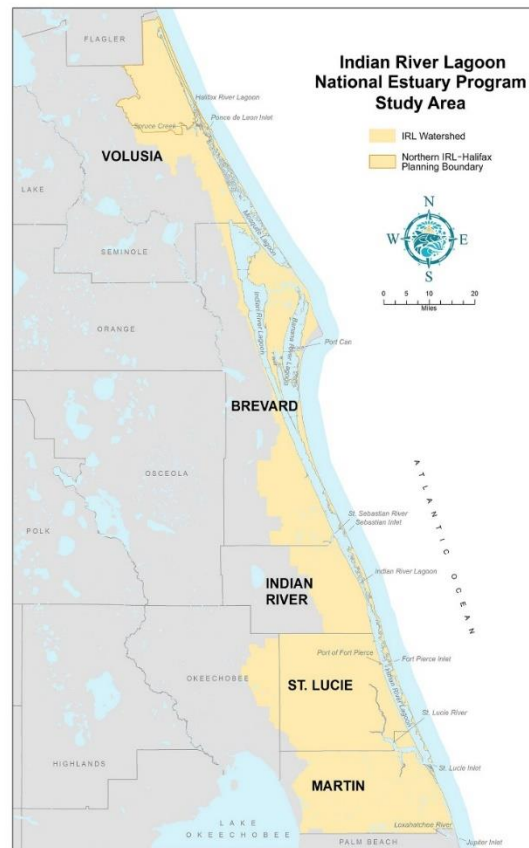 Indian River Lagoon
National Estuary Program
Study Area
IRL Watershed
Northern IRL-Halifax
Planning Boundary
N
W
E
S
0 5 10 20
Miles
FLAGLER
Halifax River Lagoon
Ponce de Leon Inlet
Spruce Creek
VOLUSIA
LAKE
Mosquito Lagoon
SEMINOLE
ORANGE
Indian River Lagoon
Banana River Lagoon
Port Can
BREVARD
OSCEOLA
ATLANTIC OCEAN
St. Sebastian River
Sebastian Inlet
POLK
Indian River Lagoon
INDIAN
RIVER
Port of Fort Pierce
Fort Pierce Inlet
OKEECHOBEE
ST. LUCIE
Indian River Lagoon
St. Lucie River
HIGHLANDS
St. Lucie Inlet
MARTIN
LAKE
OKEECHOBEE
Loxahatchee River
PALM BEACH
Jupiter Inlet